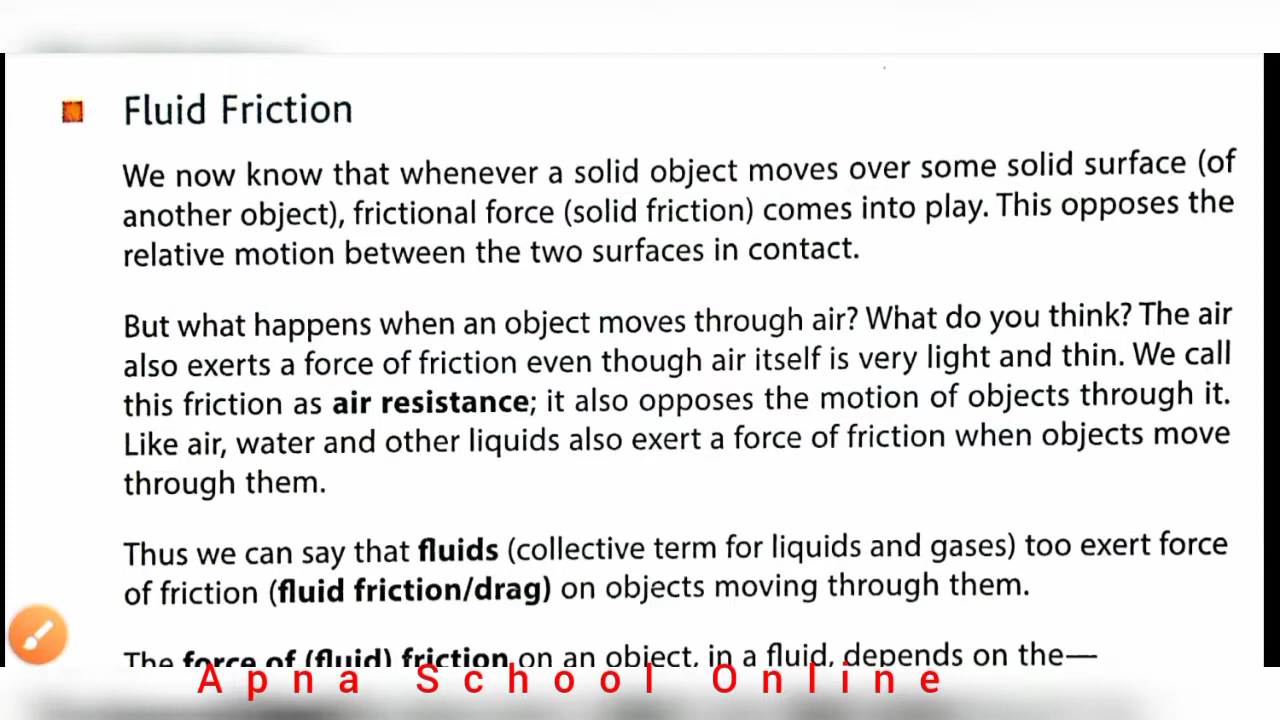 Fluid Friction
We now know that whenever a solid object moves over some solid surface (of
another object), frictional force (solid friction) comes into play. This opposes the
relative motion between the two surfaces in contact.
But what happens when an object moves through air? What do you think? The air
also exerts a force of friction even though air itself is very light and thin. We call
this friction as air resistance; it also opposes the motion of objects through it.
Like air, water and other liquids also exert a force of friction when objects move
through them.
Thus we can say that fluids (collective term for liquids and gases) too exert force
of friction (fluid friction/drag) on objects moving through them.
The force of (fluid) friction on an object, in a fluid, depends on the—
Apna School Online